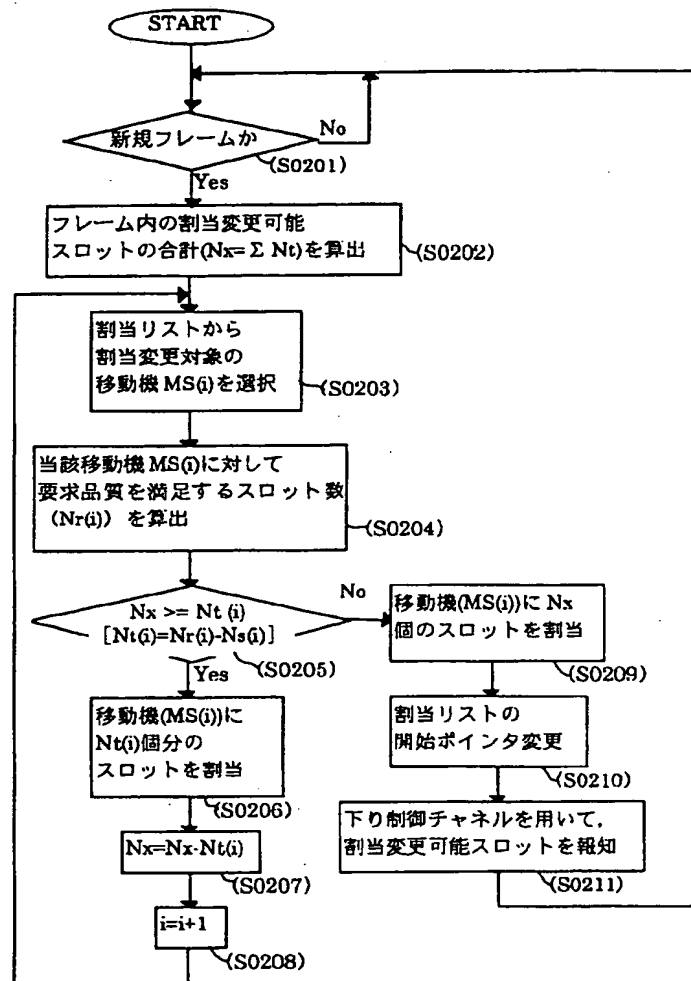 START
新規フレームか
No
(S0201)
Yes
フレーム内の割当変更可能
スロットの合計(Nx=Σ Nt)を算出
(S0202)
割当リストから
割当変更対象の
移動機 MS(i)を選択
(S0203)
当該移動機 MS(i)に対して
要求品質を満足するスロット数
(Nr(i)) を算出
(S0204)
Nx >= Nt (i)
[Nt(i)=Nr(i)-Ns(i)]
No
(S0205)
Yes
移動機(MS(i))に
Nt(i)個分の
スロットを割当
(S0206)
Nx=Nx-Nt(i)
(S0207)
i=i+1
(S0208)
移動機(MS(i))に Nx
個のスロットを割当
(S0209)
割当リストの
開始ポインタ変更
(S0210)
下り制御チャネルを用いて,
割当変更可能スロットを報知
(S0211)